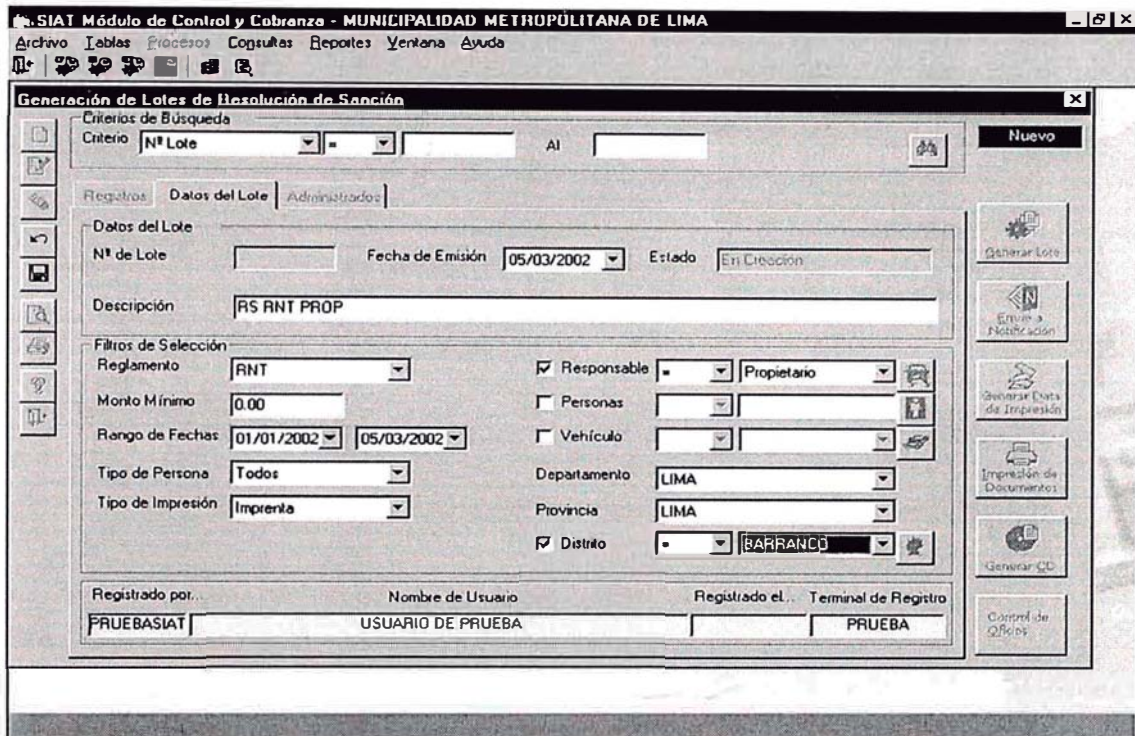 SIAT Módulo de Control y Cobranza - MUNICIPALIDAD METROPOLITANA DE LIMA
Archivo Tablas Procesos Consultas Reportes Ventana Ayuda
Generación de Lotes de Resolución de Sanción
Criterios de Búsqueda
Criterio Nº Lote = Al
Nuevo
Registros Datos del Lote Administrados
Datos del Lote
Nº de Lote Fecha de Emisión 05/03/2002 Estado En Creación
Descripción RS RNT PROP
Filtros de Selección
Reglamento RNT Responsable = Propietario
Monto Mínimo 0.00 Personas
Rango de Fechas 01/01/2002 05/03/2002 Vehículo
Tipo de Persona Todos Departamento LIMA
Tipo de Impresión Imprenta Provincia LIMA
Distrito = BARRANCO
Registrado por... Nombre de Usuario Registrado el... Terminal de Registro
PRUEBASIAT USUARIO DE PRUEBA PRUEBA
Generar Lote
Envie a
Notificación
Generar Data
de Impresión
Impresión de
Documentos
Generar CD
Control de
Oficios